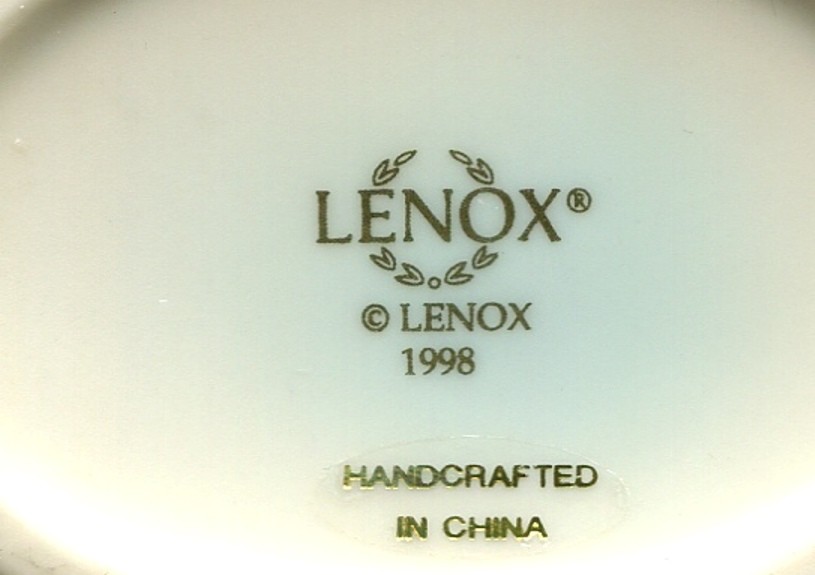 LENOX®
© LENOX
1998
HANDCRAFTED
IN CHINA